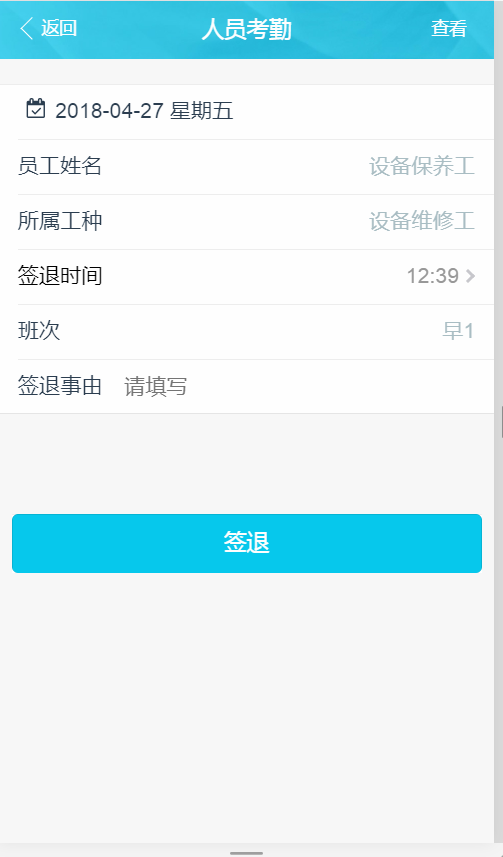 返回 人员考勤 查看
2018-04-27 星期五
员工姓名 设备保养工
所属工种 设备维修工
签退时间 12:39
班次 早1
签退事由 请填写
签退